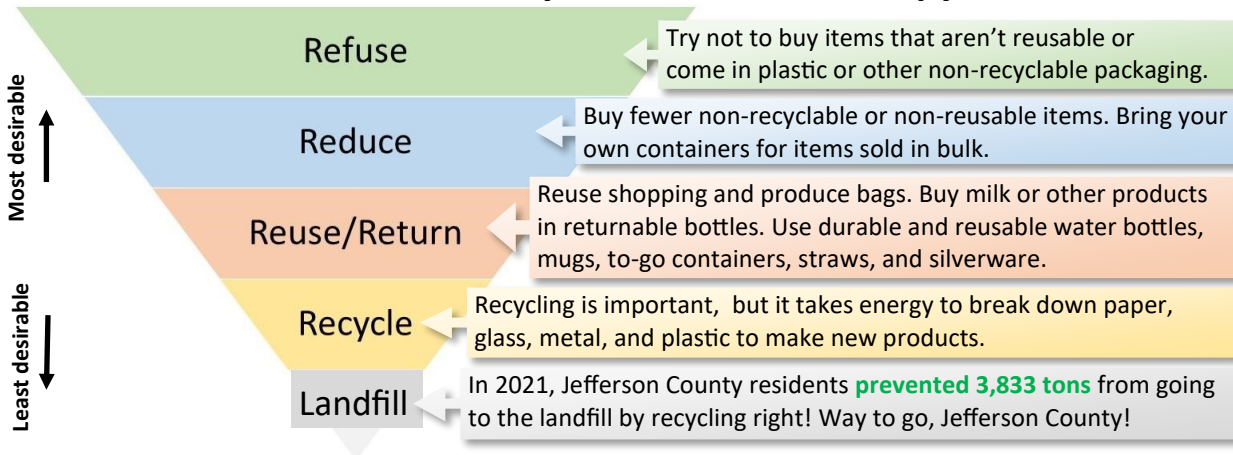 Refuse
Try not to buy items that aren't reusable or
come in plastic or other non-recyclable packaging.
Most desirable
Reduce
Buy fewer non-recyclable or non-reusable items. Bring your
own containers for items sold in bulk.
Reuse/Return
Reuse shopping and produce bags. Buy milk or other products
in returnable bottles. Use durable and reusable water bottles,
mugs, to-go containers, straws, and silverware.
Least desirable
Recycle
Recycling is important, but it takes energy to break down paper,
glass, metal, and plastic to make new products.
Landfill
In 2021, Jefferson County residents prevented 3,833 tons from going
to the landfill by recycling right! Way to go, Jefferson County!